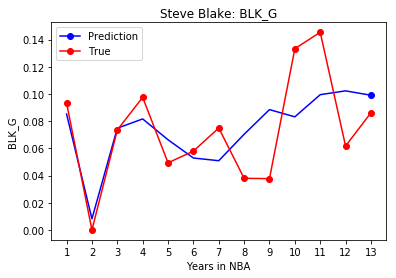 Steve Blake: BLK_G
Prediction
True
BLK_G
0.14
0.12
0.10
0.08
0.06
0.04
0.02
0.00
1 2 3 4 5 6 7 8 9 10 11 12 13
Years in NBA